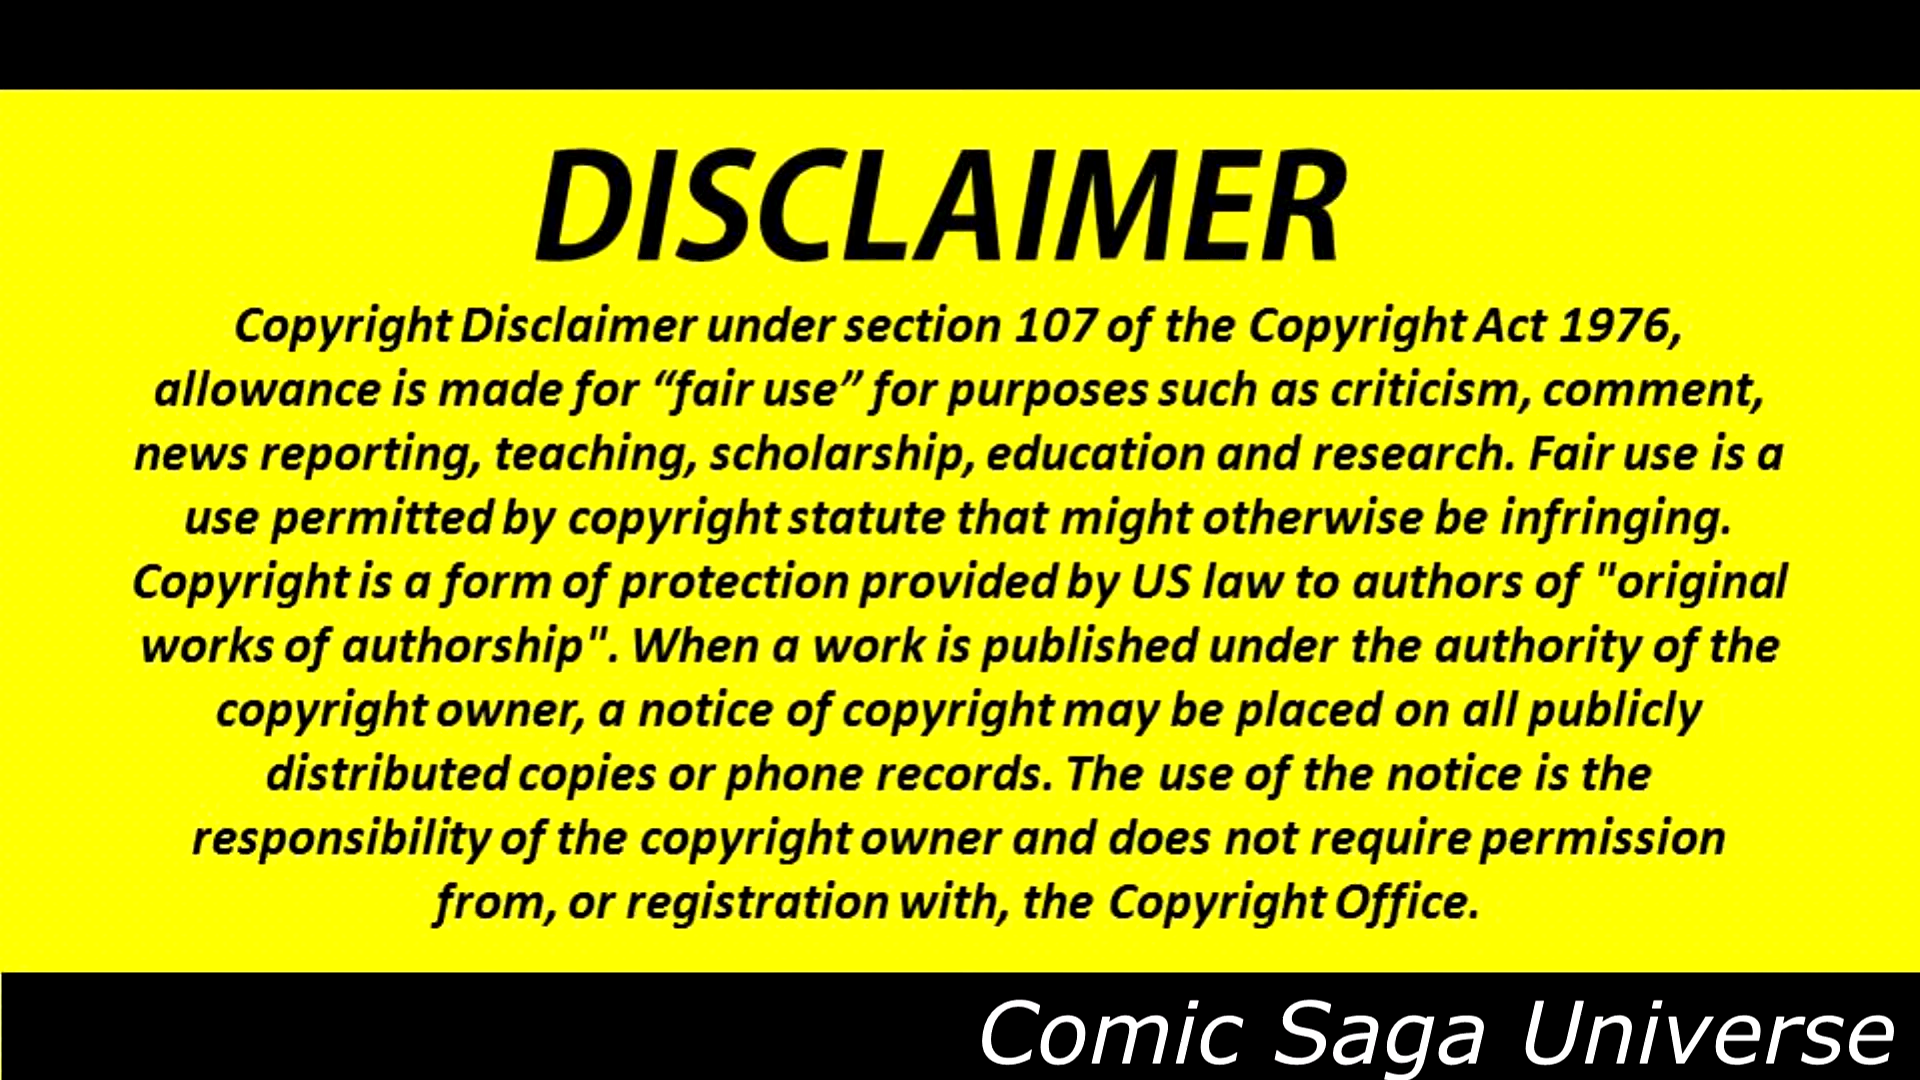 DISCLAIMER
Copyright Disclaimer under section 107 of the Copyright Act 1976,
allowance is made for “fair use” for purposes such as criticism, comment,
news reporting, teaching, scholarship, education and research. Fair use is a
use permitted by copyright statute that might otherwise be infringing.
Copyright is a form of protection provided by US law to authors of "original
works of authorship". When a work is published under the authority of the
copyright owner, a notice of copyright may be placed on all publicly
distributed copies or phone records. The use of the notice is the
responsibility of the copyright owner and does not require permission
from, or registration with, the Copyright Office.
Comic Saga Universe